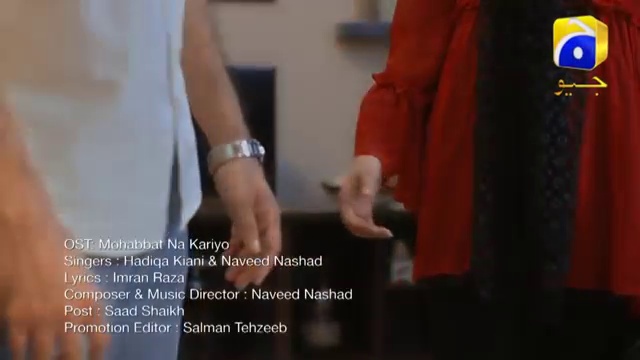 جیو
OST: Mohabbat Na Kariyo
Singers : Hadiqa Kiani & Naveed Nashad
Lyrics : Imran Raza
Composer & Music Director : Naveed Nashad
Post : Saad Shaikh
Promotion Editor : Salman Tehzeeb